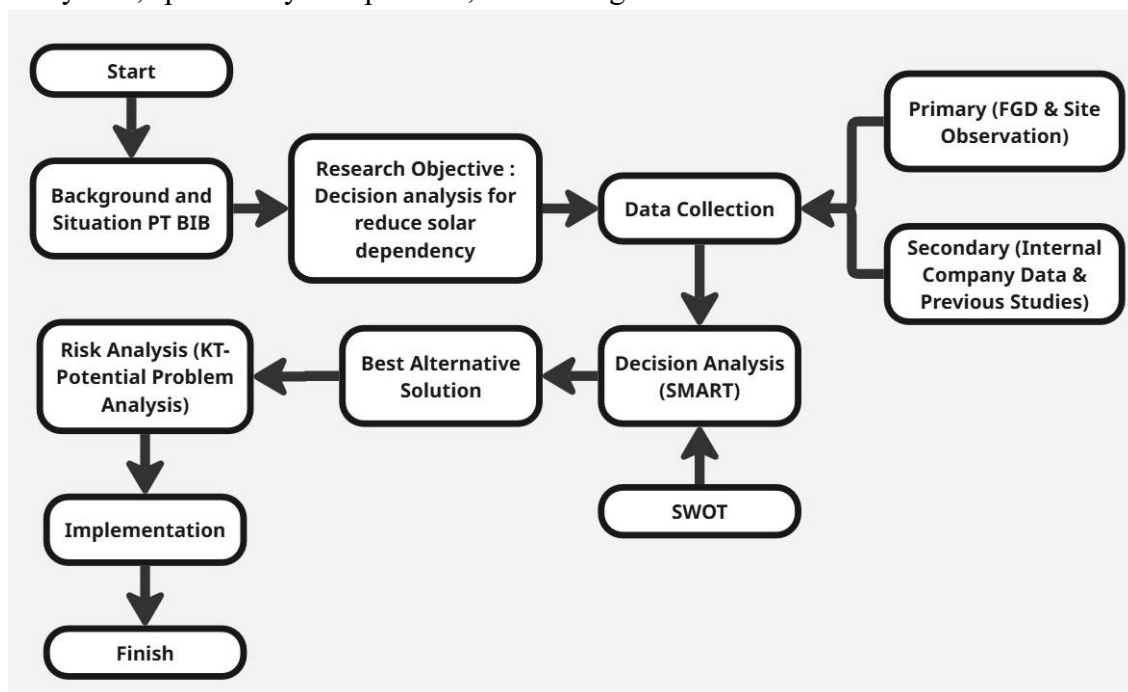 Start
Background and
Situation PT BIB
Research Objective :
Decision analysis for
reduce solar
dependency
Data Collection
Primary (FGD & Site
Observation)
Secondary (Internal
Company Data &
Previous Studies)
Decision Analysis
(SMART)
SWOT
Best Alternative
Solution
Risk Analysis (KT-
Potential Problem
Analysis)
Implementation
Finish